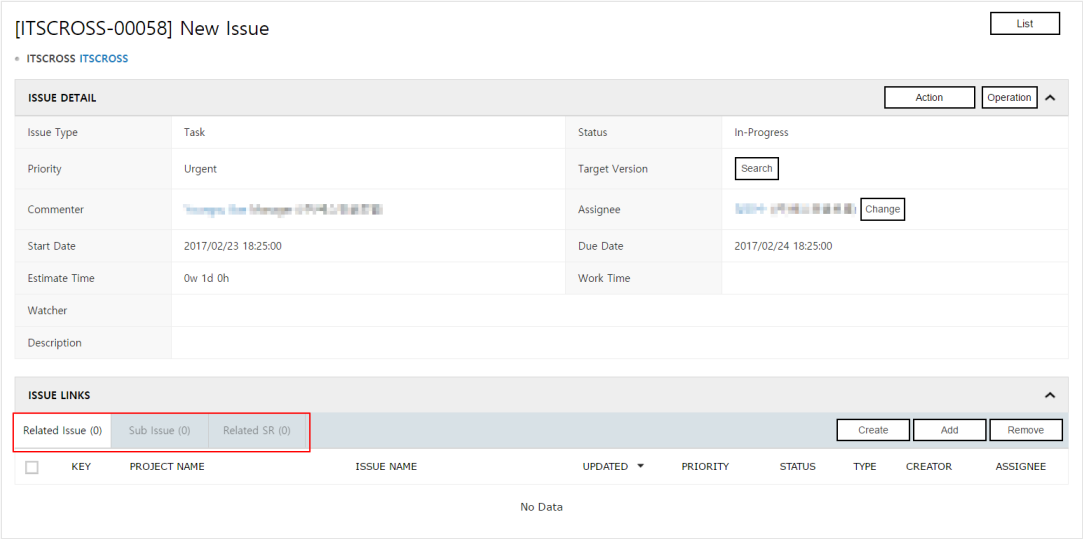 [ITSCROSS-00058] New Issue
List
ITSCROSS ITSCROSS
ISSUE DETAIL
Action
Operation
Issue Type
Task
Status
In-Progress
Priority
Urgent
Target Version
Search
Commenter
Assignee
Change
Start Date
2017/02/23 18:25:00
Due Date
2017/02/24 18:25:00
Estimate Time
0w 1d 0h
Work Time
Watcher
Description
ISSUE LINKS
Related Issue (0)
Sub Issue (0)
Related SR (0)
Create
Add
Remove
KEY
PROJECT NAME
ISSUE NAME
UPDATED
PRIORITY
STATUS
TYPE
CREATOR
ASSIGNEE
No Data